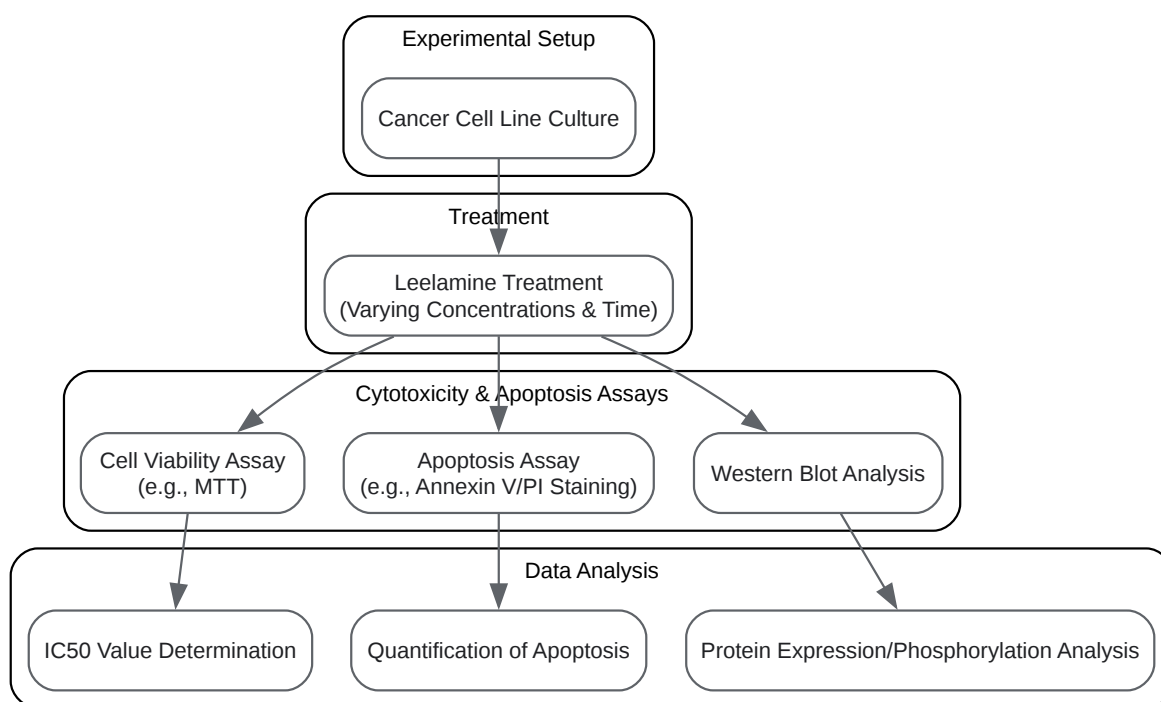 Experimental Setup
Cancer Cell Line Culture
Treatment
Leelamine Treatment
(Varying Concentrations & Time)
Cytotoxicity & Apoptosis Assays
Cell Viability Assay
(e.g., MTT)
Apoptosis Assay
(e.g., Annexin V/PI Staining)
Western Blot Analysis
Data Analysis
IC50 Value Determination
Quantification of Apoptosis
Protein Expression/Phosphorylation Analysis